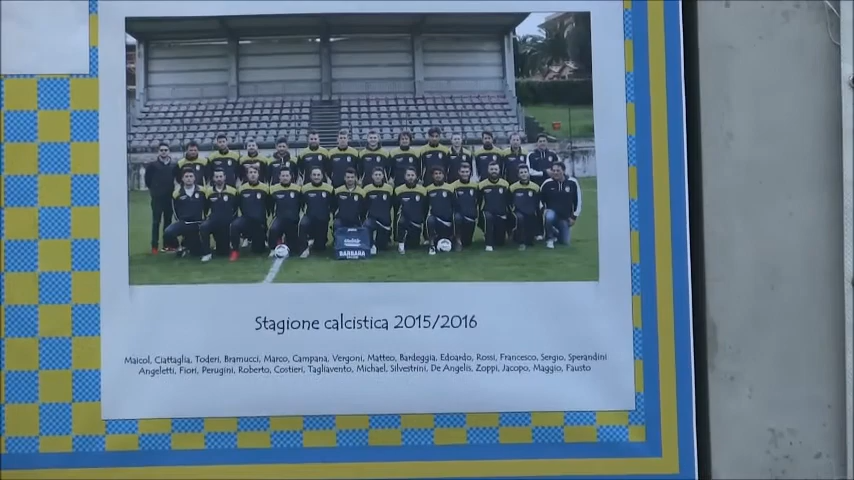 BARBARA
Stagione calcistica 2015/2016
Maicol, Ciattaglia, Toderi, Bramucci, Marco, Campana, Vergoni, Matteo, Bardeggia, Edoardo, Rossi, Francesco, Sergio, Sperandini
Angeletti, Fiori, Perugini, Roberto, Costieri, Tagliavento, Michael, Silvestrini, De Angelis, Zoppi, Jacopo, Maggio, Fausto